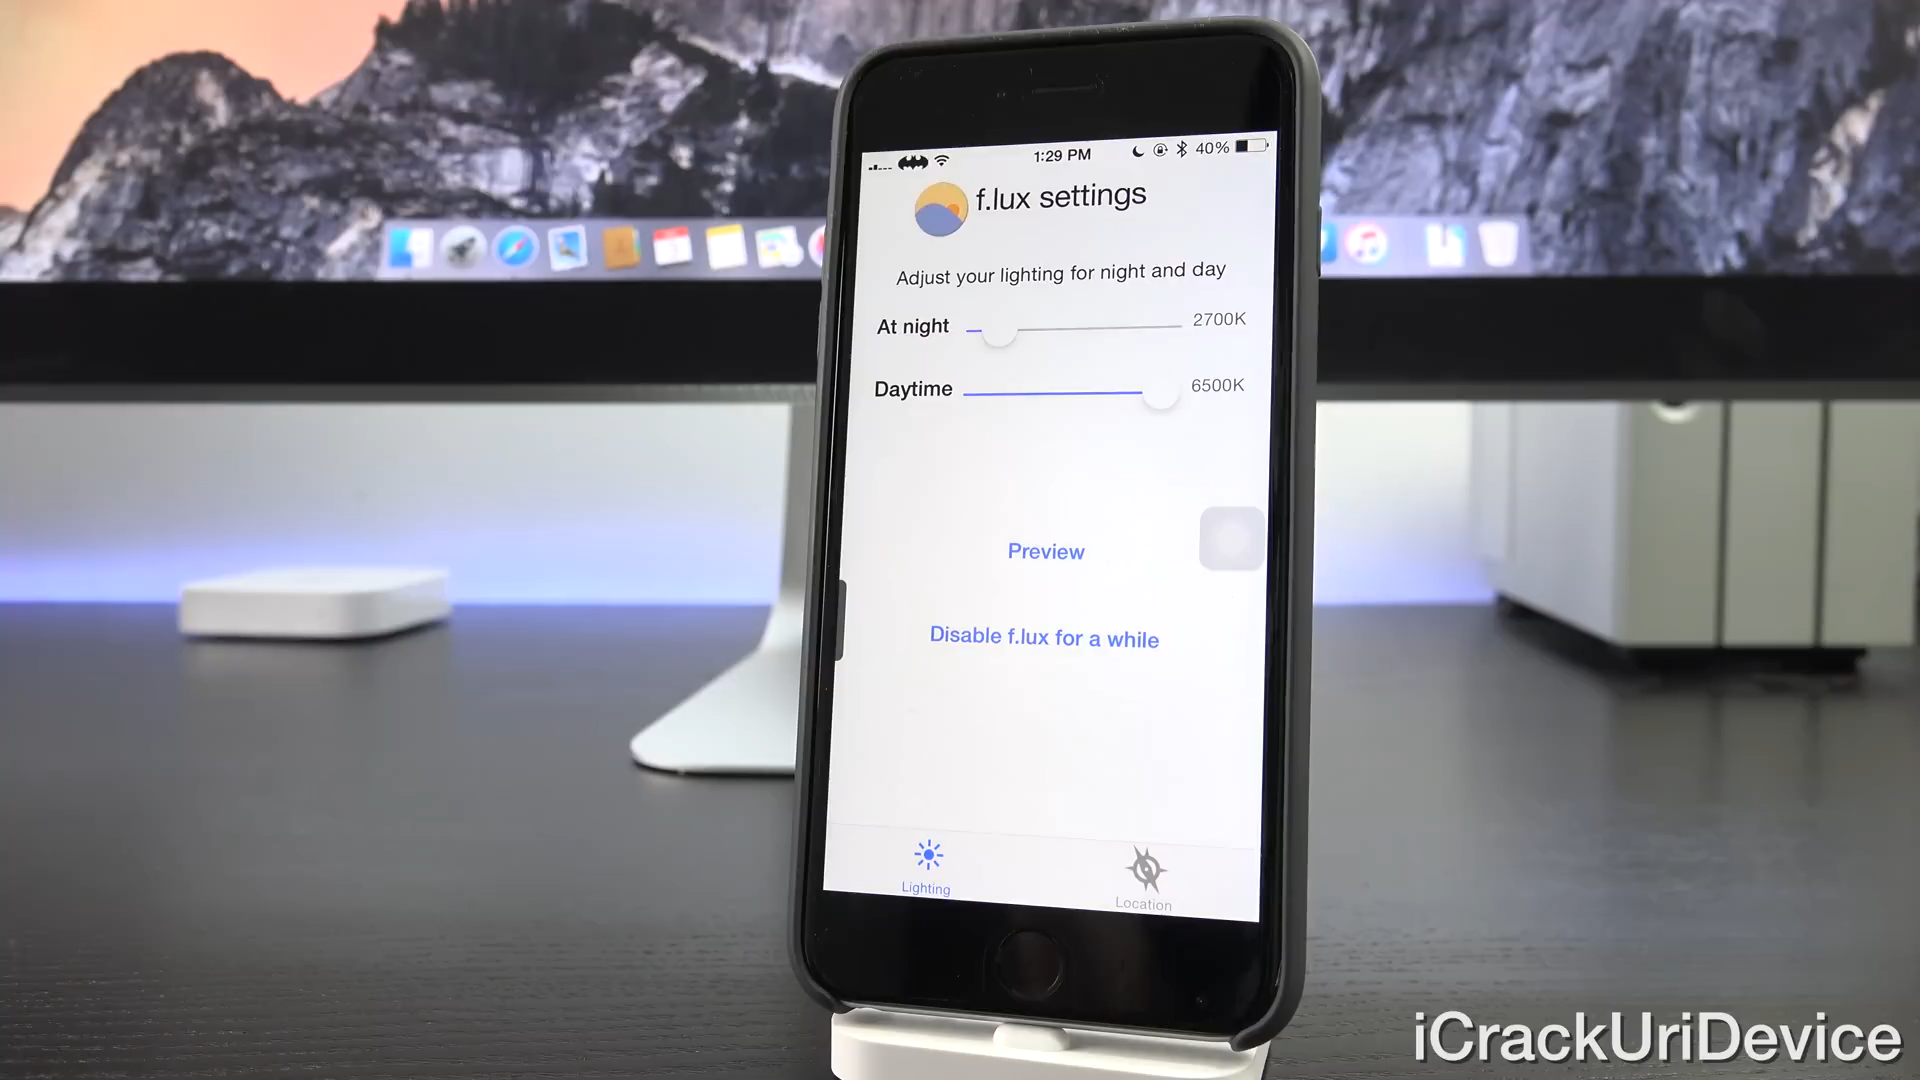 1:29 PM
40%
f.lux settings
Adjust your lighting for night and day
At night
2700K
Daytime
6500K
Preview
Disable f.lux for a while
Lighting
Location
iCrackUriDevice